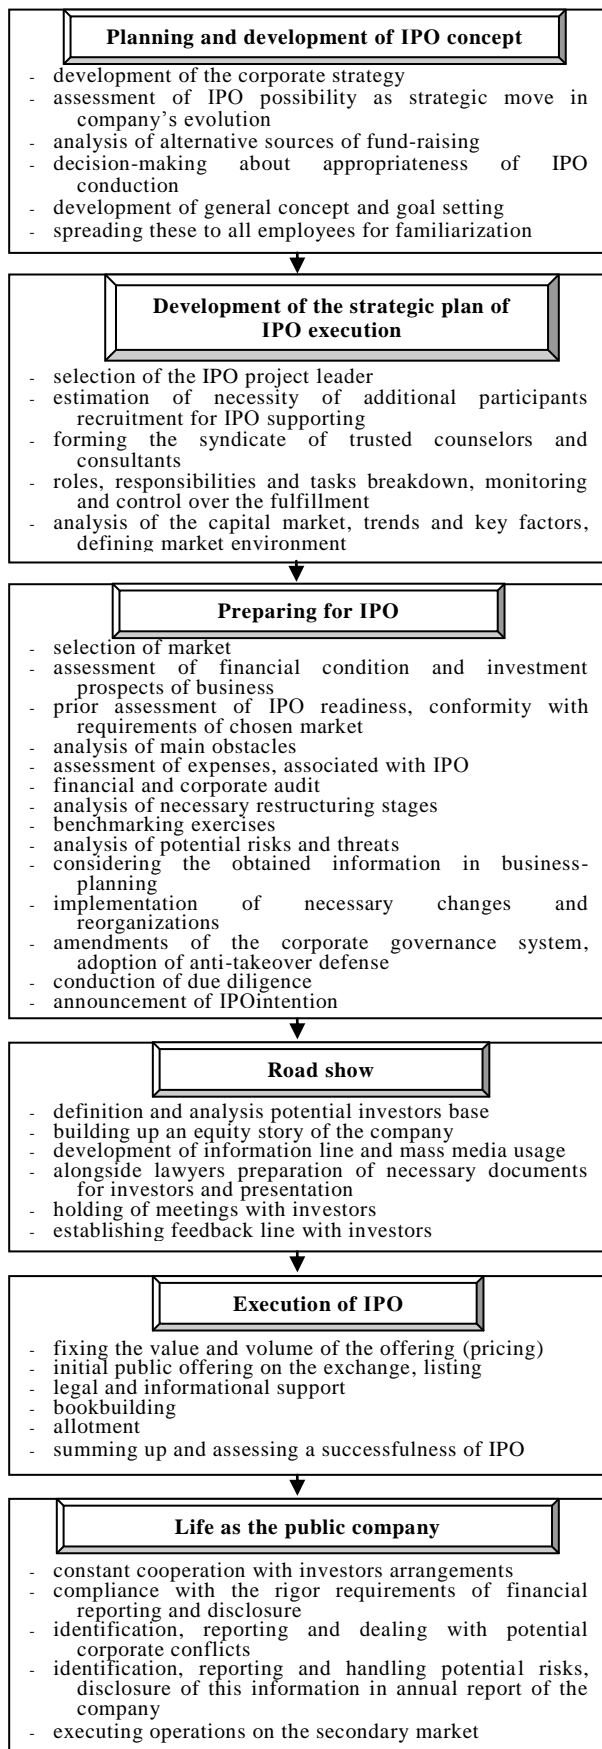 Planning and development of IPO concept
- development of the corporate strategy
- assessment of IPO possibility as strategic move in
company's evolution
- analysis of alternative sources of fund-raising
- decision-making about appropriateness of IPO
conduction
- development of general concept and goal setting
- spreading these to all employees for familiarization
Development of the strategic plan of
IPO execution
- selection of the IPO project leader
- estimation of necessity of additional participants
recruitment for IPO supporting
- forming the syndicate of trusted counselors and
consultants
- roles, responsibilities and tasks breakdown, monitoring
and control over the fulfillment
- analysis of the capital market, trends and key factors,
defining market environment
Preparing for IPO
- selection of market
- assessment of financial condition and investment
prospects of business
- prior assessment of IPO readiness, conformity with
requirements of chosen market
- analysis of main obstacles
- assessment of expenses, associated with IPO
- financial and corporate audit
- analysis of necessary restructuring stages
- benchmarking exercises
- analysis of potential risks and threats
- considering the obtained information in business-
planning
- implementation of necessary changes and
reorganizations
- amendments of the corporate governance system,
adoption of anti-takeover defense
- conduction of due diligence
- announcement of IPOintention
Road show
- definition and analysis potential investors base
- building up an equity story of the company
- development of information line and mass media usage
- alongside lawyers preparation of necessary documents
for investors and presentation
- holding of meetings with investors
- establishing feedback line with investors
Execution of IPO
- fixing the value and volume of the offering (pricing)
- initial public offering on the exchange, listing
- legal and informational support
- bookbuilding
- allotment
- summing up and assessing a successfulness of IPO
Life as the public company
- constant cooperation with investors arrangements
- compliance with the rigor requirements of financial
reporting and disclosure
- identification, reporting and dealing with potential
corporate conflicts
- identification, reporting and handling potential risks,
disclosure of this information in annual report of the
company
- executing operations on the secondary market